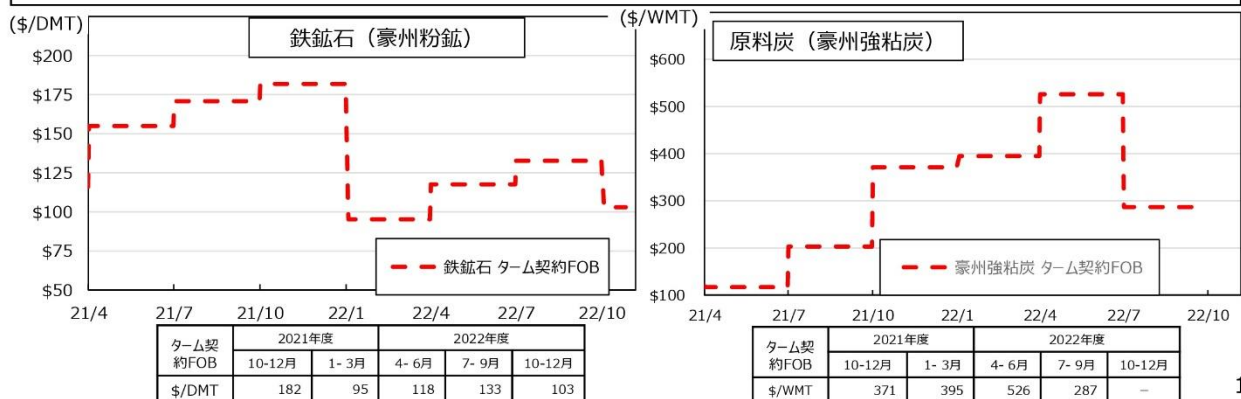 ($/DMT)
鉄鉱石（豪州粉鉱）
$200
$175
$150
$125
$100
$75
$50
鉄鉱石 ターム契約FOB
21/4 21/7 21/10 22/1 22/4 22/7 22/10
ターム契約FOB 2021年度 2022年度
10-12月 1- 3月 4- 6月 7- 9月 10-12月
$/DMT 182 95 118 133 103
($/WMT)
原料炭（豪州強粘炭）
$600
$500
$400
$300
$200
$100
豪州強粘炭 ターム契約FOB
21/4 21/7 21/10 22/1 22/4 22/7 22/10
ターム契約FOB 2021年度 2022年度
10-12月 1- 3月 4- 6月 7- 9月 10-12月
$/WMT 371 395 526 287 –